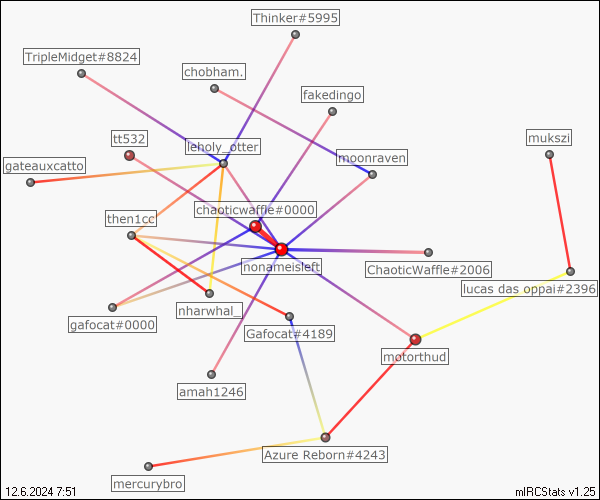 Thinker#5995
TripleMidget#8824
chobham.
fakedingo
tt532
mukszi
leholy_otter
moonraven
gateauxcatto
chaoticwaffle#0000
then1cc
nonameisleft
ChaoticWaffle#2006
lucas das oppai#2396
nharwhal_
gafocat#0000
Gafocat#4189
motorthud
amah1246
Azure Reborn#4243
mercurybro
12.6.2024 7:51
mIRCStats v1.25